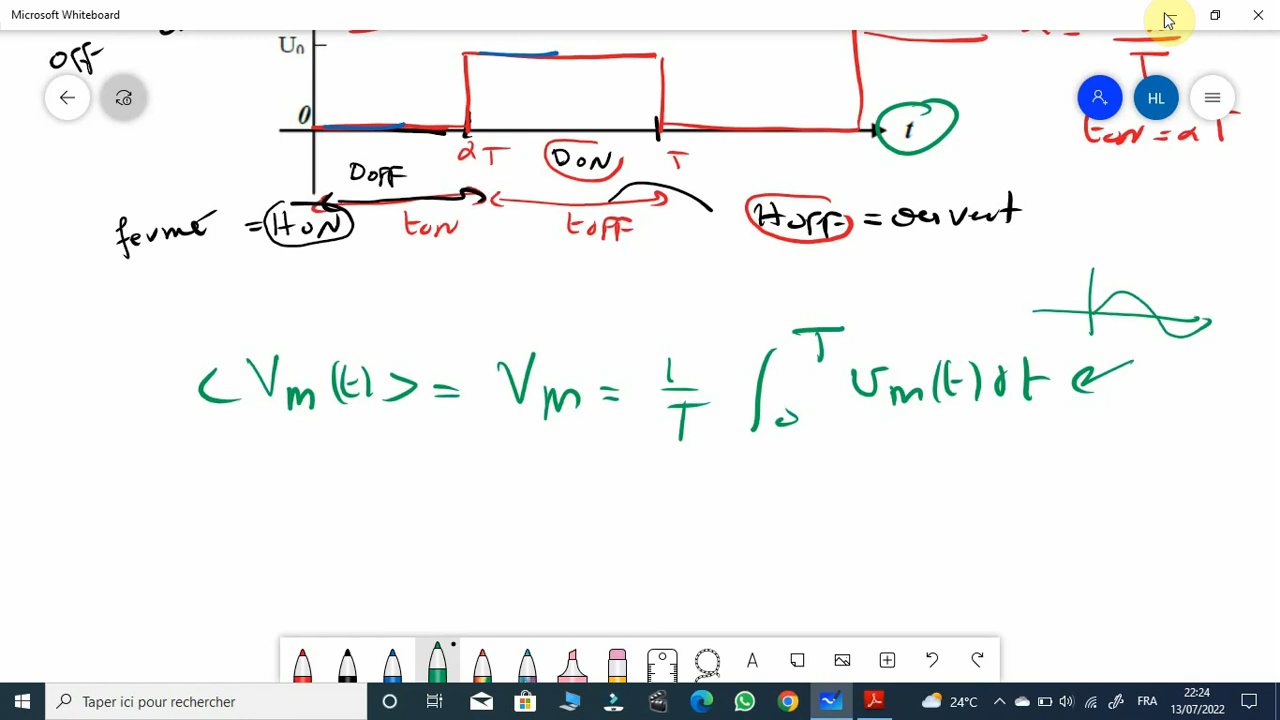 Microsoft Whiteboard
OFF
U₀
T
0
t
HL
ton = αT
αT
DON
T
DOFF
fermé = HON
ton
toff
HOFF = ouvert
< Vm(t) > = Vm = 1/T ∫₀ᵀ vm(t) dt
A
Taper ici pour rechercher
24°C
FRA
22:24
13/07/2022